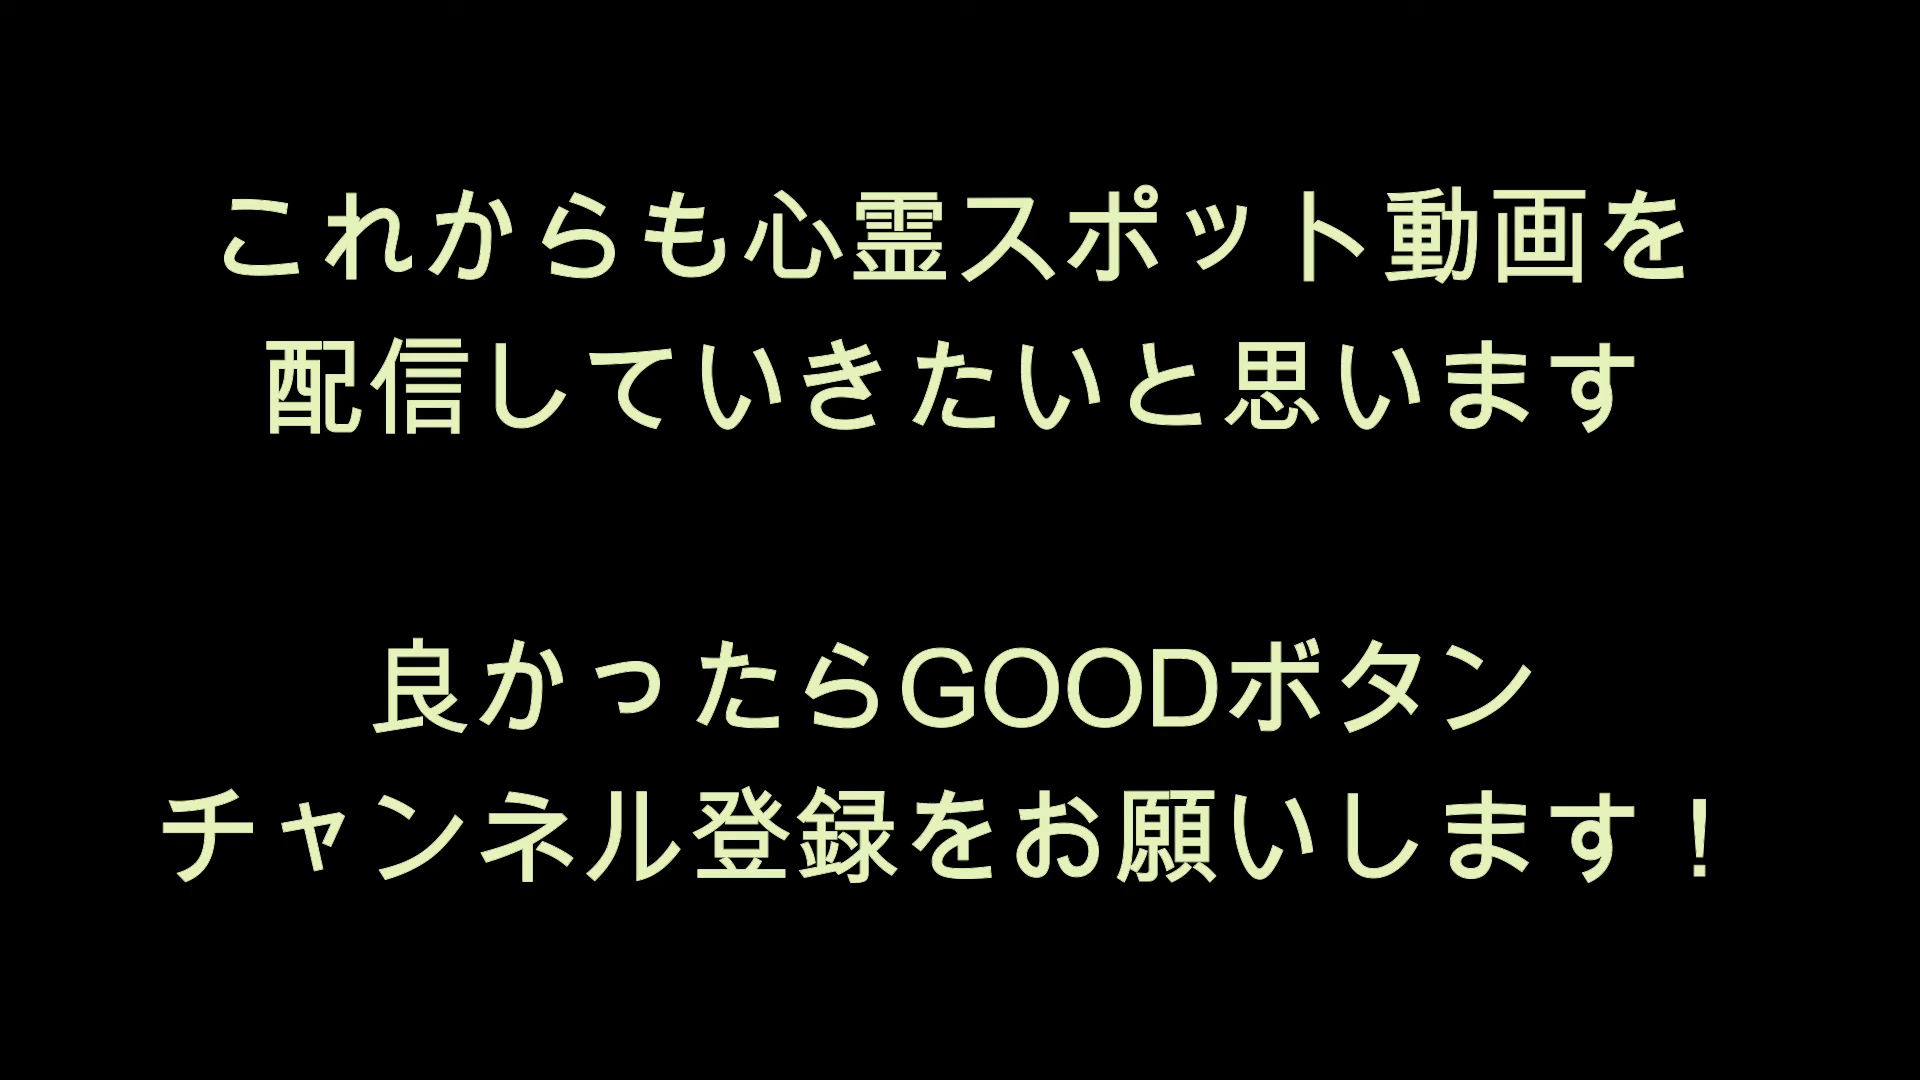 これからも心霊スポット動画を
配信していきたいと思います
良かったらGOODボタン
チャンネル登録をお願いします！